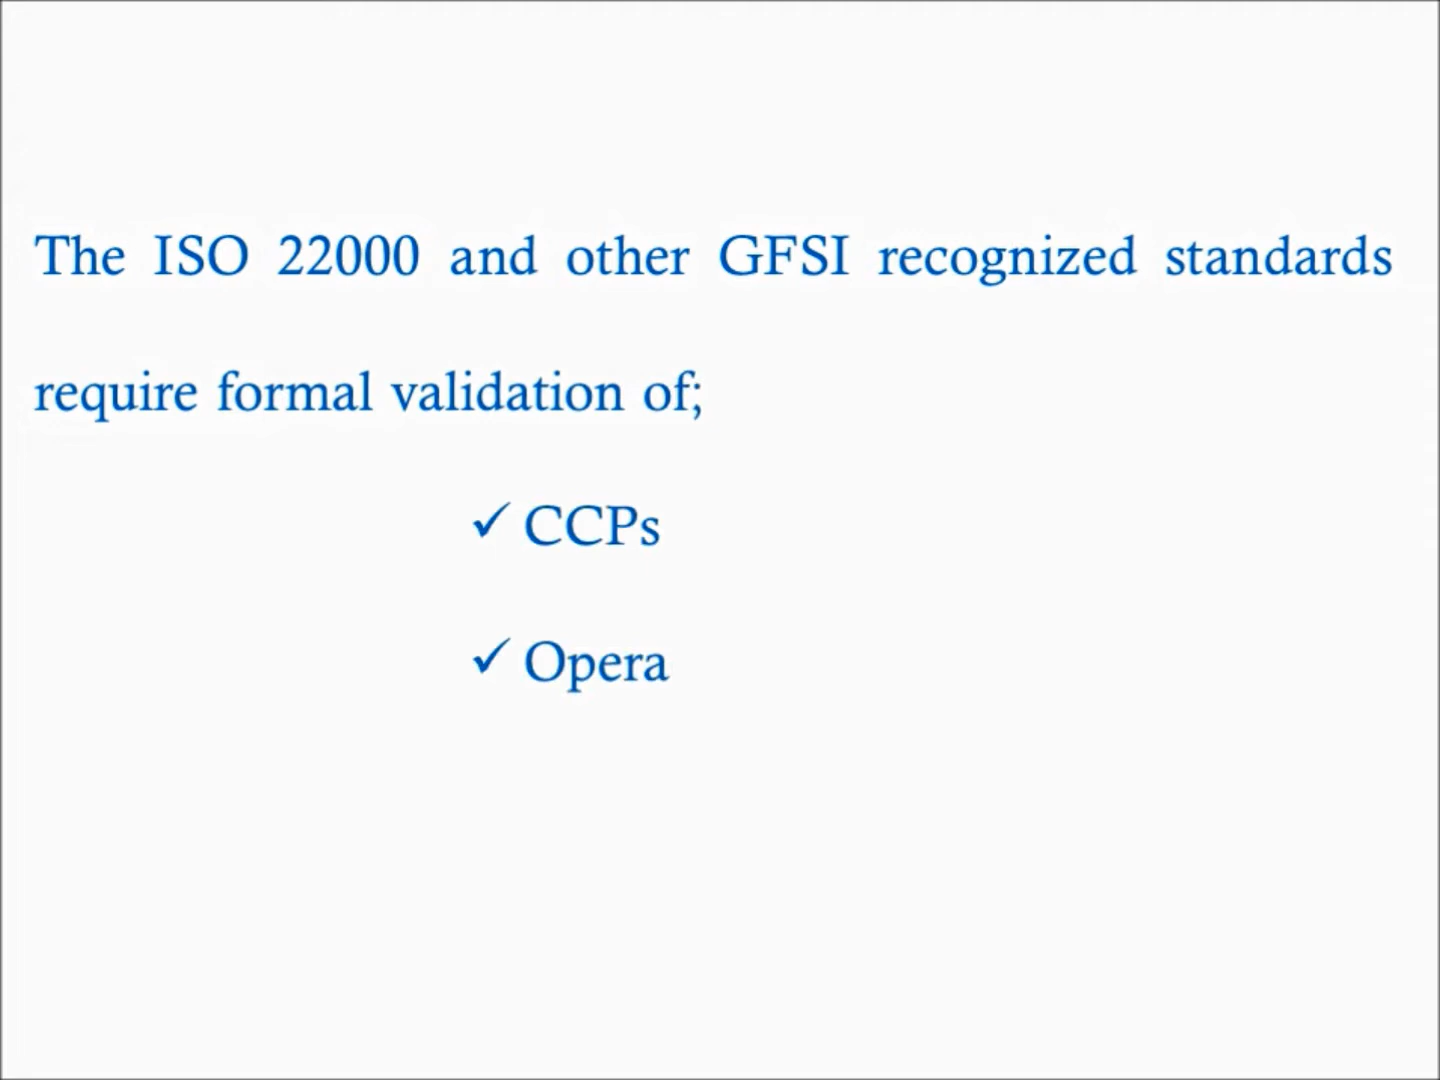 The ISO 22000 and other GFSI recognized standards
require formal validation of;
✓ CCPs
✓ Opera